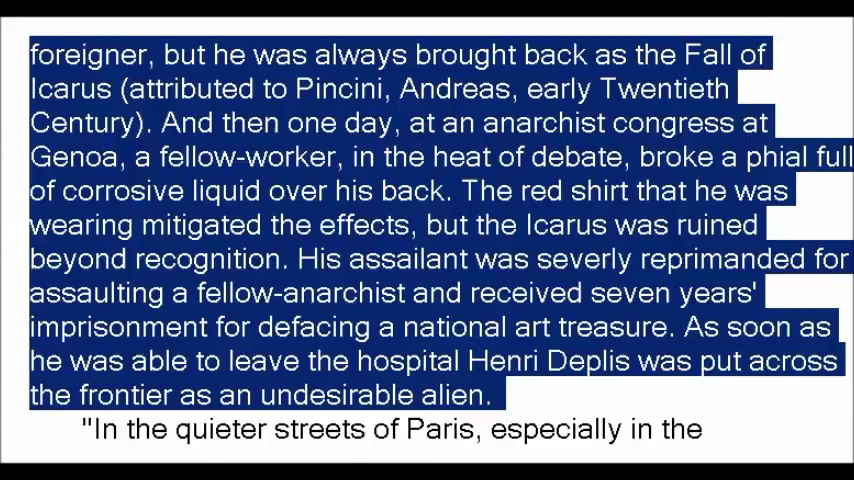 foreigner, but he was always brought back as the Fall of
Icarus (attributed to Pincini, Andreas, early Twentieth
Century). And then one day, at an anarchist congress at
Genoa, a fellow-worker, in the heat of debate, broke a phial full
of corrosive liquid over his back. The red shirt that he was
wearing mitigated the effects, but the Icarus was ruined
beyond recognition. His assailant was severly reprimanded for
assaulting a fellow-anarchist and received seven years'
imprisonment for defacing a national art treasure. As soon as
he was able to leave the hospital Henri Deplis was put across
the frontier as an undesirable alien.
"In the quieter streets of Paris, especially in the